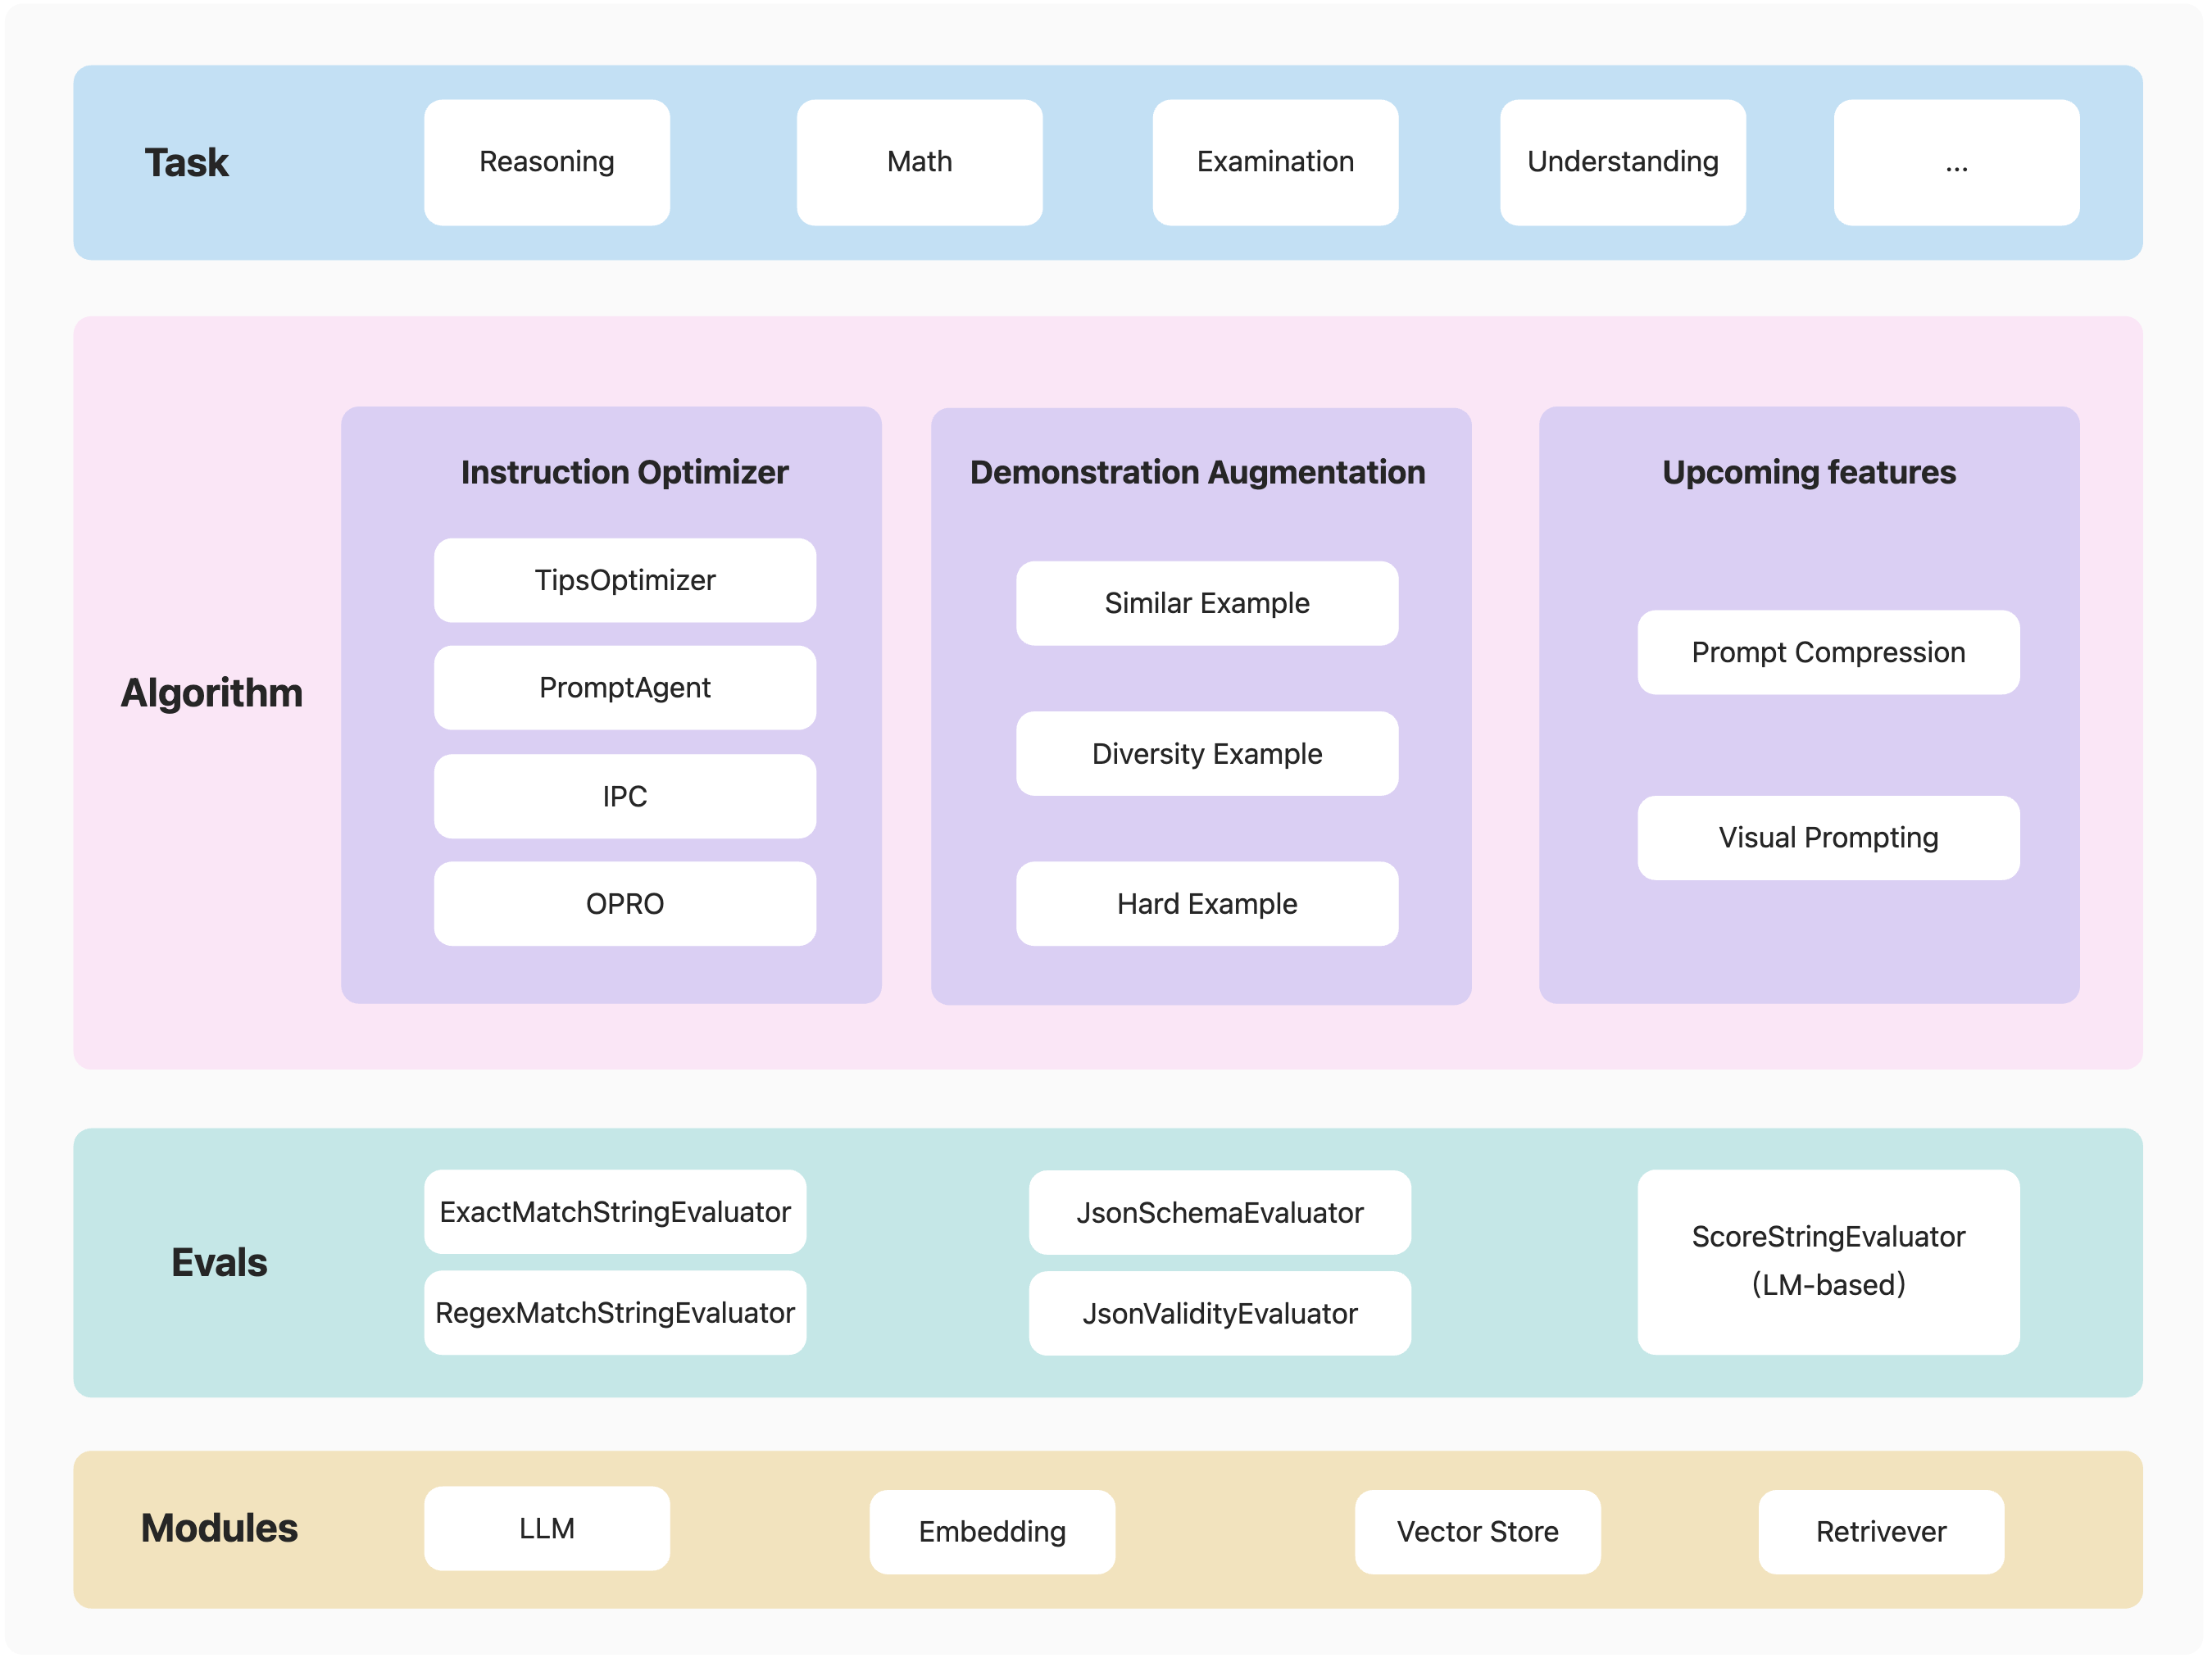 Task
Reasoning
Math
Examination
Understanding
...
Algorithm
Instruction Optimizer
TipsOptimizer
PromptAgent
IPC
OPRO
Demonstration Augmentation
Similar Example
Diversity Example
Hard Example
Upcoming features
Prompt Compression
Visual Prompting
Evals
ExactMatchStringEvaluator
RegexMatchStringEvaluator
JsonSchemaEvaluator
JsonValidityEvaluator
ScoreStringEvaluator
(LM-based)
Modules
LLM
Embedding
Vector Store
Retrivever